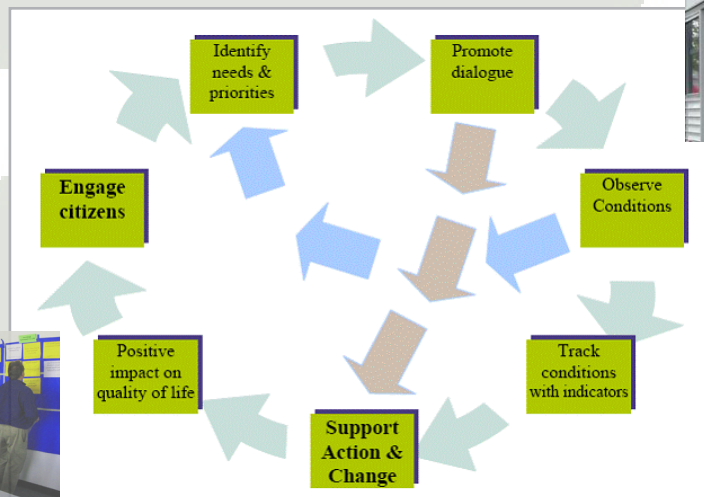 Identify
needs &
priorities
Promote
dialogue
Engage
citizens
Observe
Conditions
Positive
impact on
quality of life
Track
conditions
with indicators
Support
Action &
Change